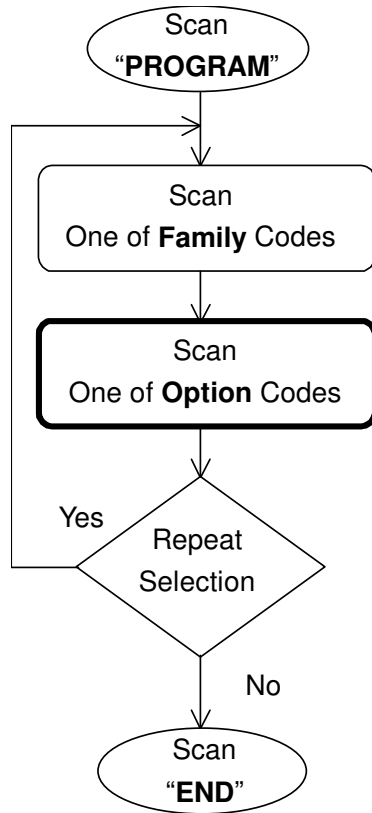 Scan
“PROGRAM”
Scan
One of Family Codes
Scan
One of Option Codes
Yes
Repeat
Selection
No
Scan
“END”